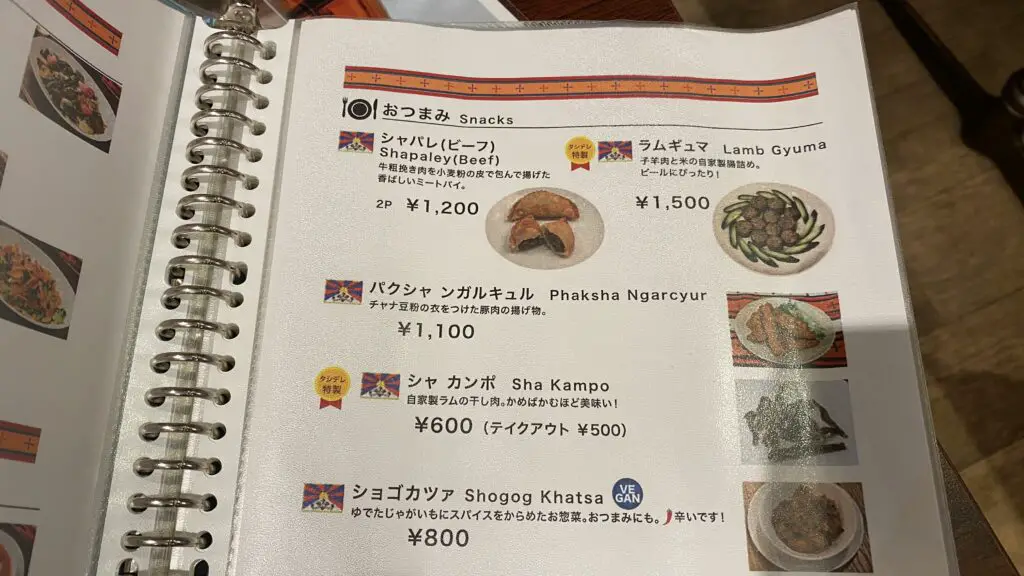 おつまみ Snacks
シャパレ(ビーフ)
Shapaley(Beef)
牛粗挽き肉を小麦粉の皮で包んで揚げた
香ばしいミートパイ。
2P ¥1,200
タシデレ
特製
ラムギュマ Lamb Gyuma
子羊肉と米の自家製腸詰め。
ビールにぴったり!
¥1,500
パクシャ ンガルキュル Phaksha Ngarcyur
チャナ豆粉の衣をつけた豚肉の揚げ物。
¥1,100
タシデレ
特製
シャ カンポ Sha Kampo
自家製ラムの干し肉。かめばかむほど美味い!
¥600 (テイクアウト ¥500)
ショゴカツァ Shogog Khatsa
VE
GAN
ゆでたじゃがいもにスパイスをからめたお惣菜。おつまみにも。辛いです!
¥800